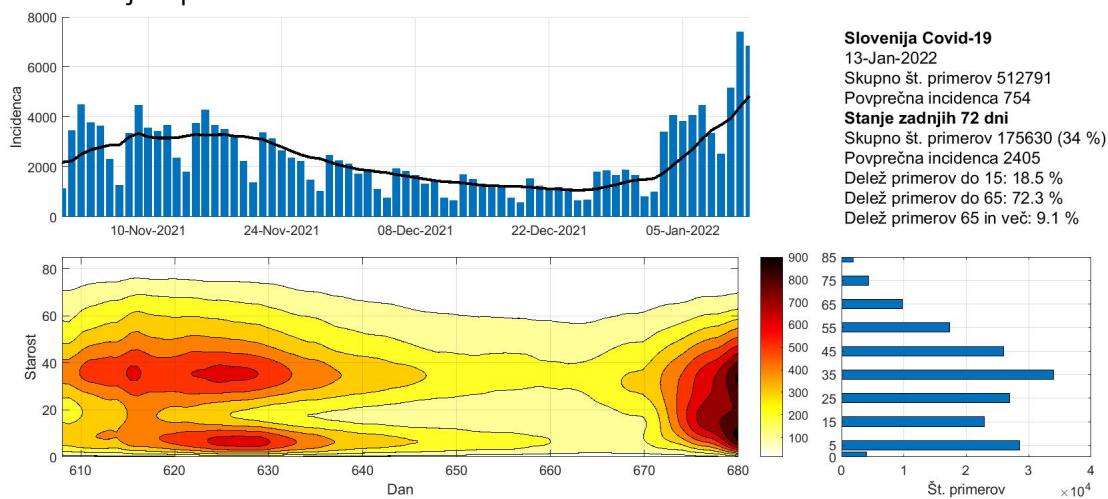 8000
6000
4000
2000
0
Incidenca
10-Nov-2021
24-Nov-2021
08-Dec-2021
22-Dec-2021
05-Jan-2022
Slovenija Covid-19
13-Jan-2022
Skupno št. primerov 512791
Povprečna incidenca 754
Stanje zadnjih 72 dni
Skupno št. primerov 175630 (34 %)
Povprečna incidenca 2405
Delež primerov do 15: 18.5 %
Delež primerov do 65: 72.3 %
Delež primerov 65 in več: 9.1 %
80
60
40
20
0
Starost
610
620
630
640
650
660
670
680
Dan
900
800
700
600
500
400
300
200
100
85
75
65
55
45
35
25
15
5
0
0
1
2
3
4
×10⁴
Št. primerov